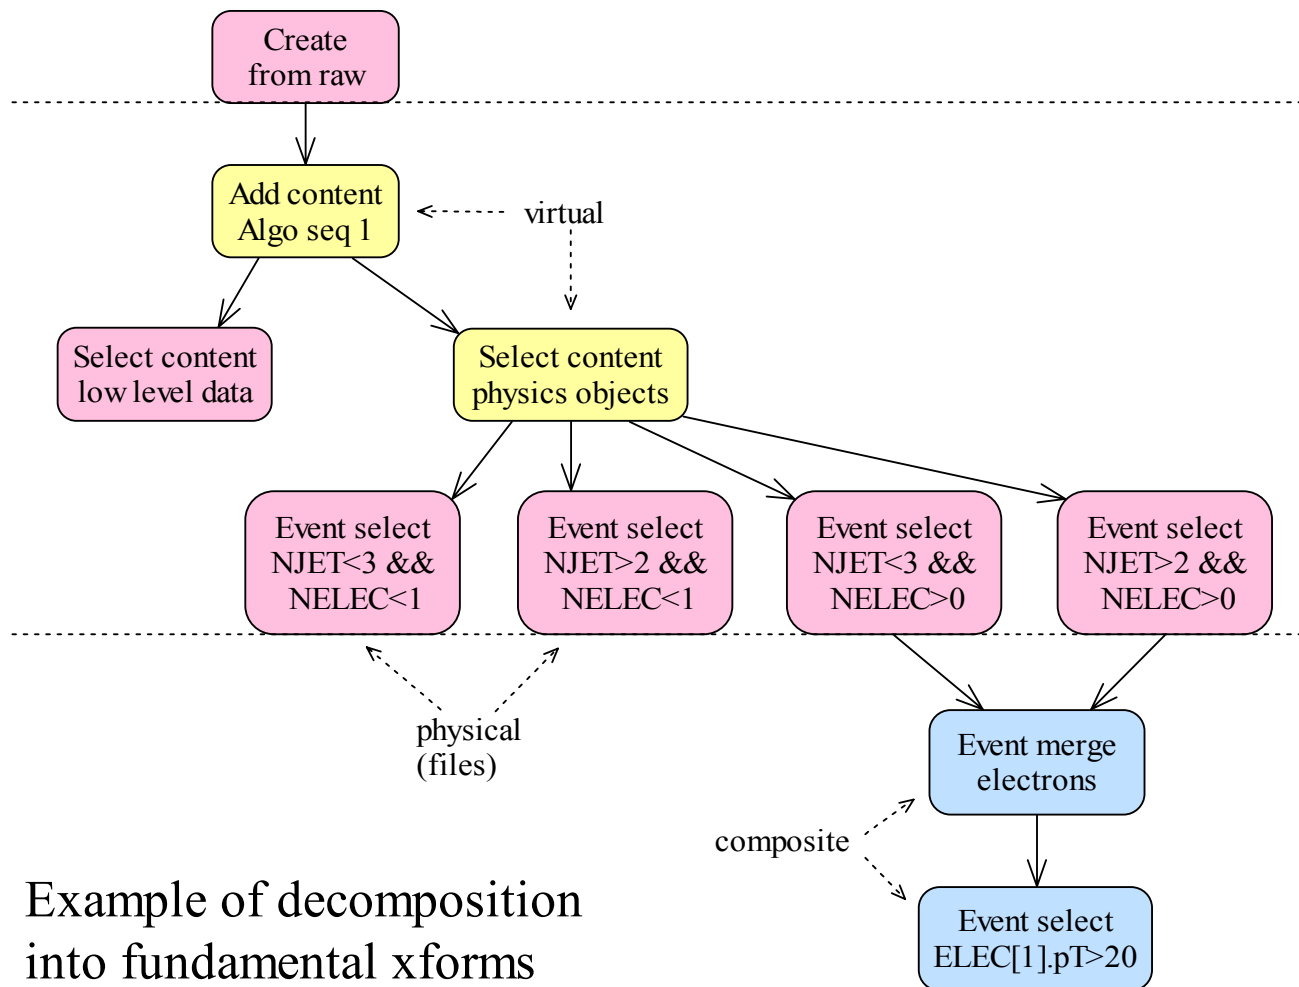 Create
from raw
Add content
Algo seq 1
virtual
Select content
low level data
Select content
physics objects
Event select
NJET<3 &&
NELEC<1
Event select
NJET>2 &&
NELEC<1
Event select
NJET<3 &&
NELEC>0
Event select
NJET>2 &&
NELEC>0
physical
(files)
Event merge
electrons
composite
Event select
ELEC[1].pT>20
Example of decomposition
into fundamental xforms